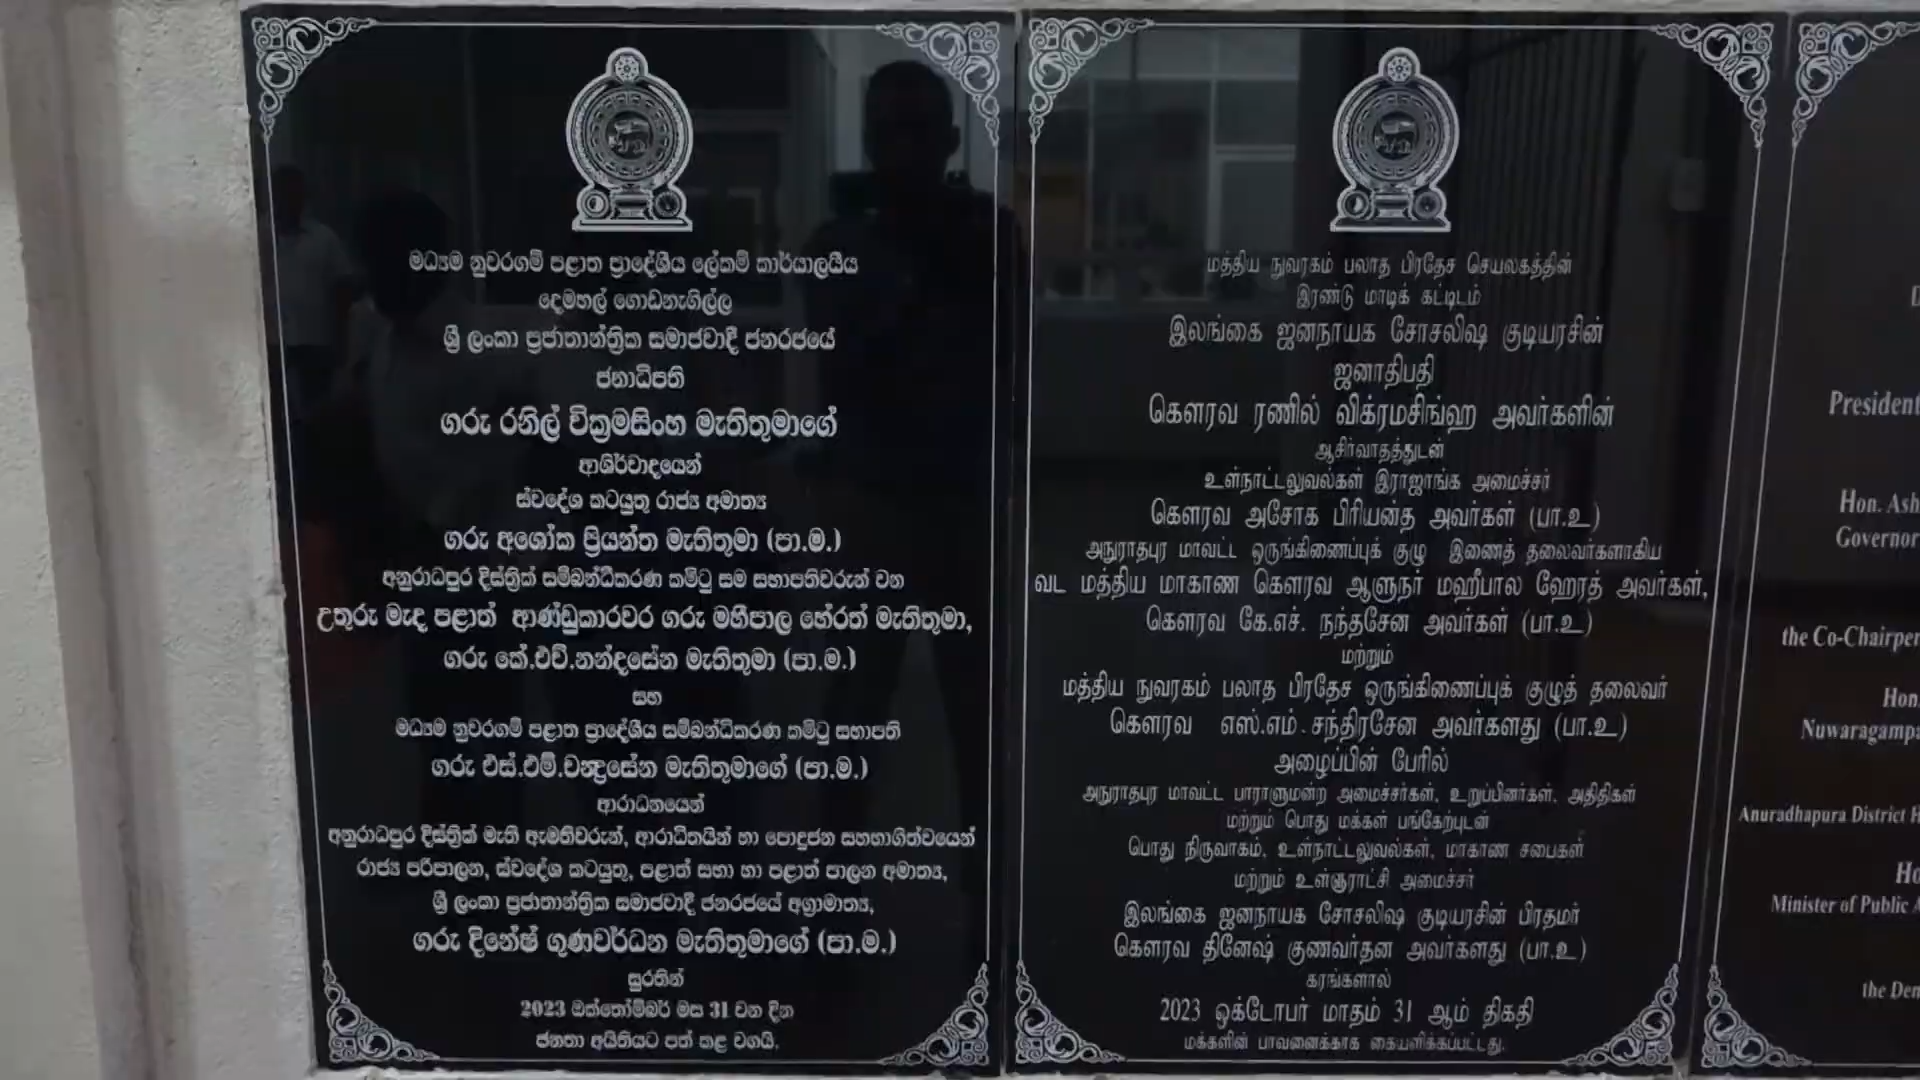 මධ්‍යම නුවරගම් පළාත ප්‍රාදේශීය ලේකම් කාර්යාලයීය
දෙමහල් ගොඩනැගිල්ල
ශ්‍රී ලංකා ප්‍රජාතාන්ත්‍රික සමාජවාදී ජනරජයේ
ජනාධිපති
ගරු රනිල් වික්‍රමසිංහ මැතිතුමාගේ
ආශිර්වාදයෙන්
ස්වදේශ කටයුතු රාජ්‍ය අමාත්‍ය
ගරු අශෝක ප්‍රියන්ත මැතිතුමා (පා.ම.)
අනුරාධපුර දිස්ත්‍රික් සම්බන්ධීකරණ කමිටු සම සභාපතිවරුන් වන
උතුරු මැද පළාත් ආණ්ඩුකාරවර ගරු මහීපාල හේරත් මැතිතුමා,
ගරු කේ.එච්.නන්දසේන මැතිතුමා (පා.ම.)
සහ
මධ්‍යම නුවරගම් පළාත ප්‍රාදේශීය සම්බන්ධිකරණ කමිටු සභාපති
ගරු එස්.එම්.චන්ද්‍රසේන මැතිතුමාගේ (පා.ම.)
ආරාධනයෙන්
අනුරාධපුර දිස්ත්‍රික් මැති ඇමතිවරුන්, ආරාධිතයින් හා පොදුජන සහභාගිත්වයෙන්
රාජ්‍ය පරිපාලන, ස්වදේශ කටයුතු, පළාත් සභා හා පළාත් පාලන අමාත්‍ය,
ශ්‍රී ලංකා ප්‍රජාතාන්ත්‍රික සමාජවාදී ජනරජයේ අග්‍රාමාත්‍ය,
ගරු දිනේෂ් ගුණවර්ධන මැතිතුමාගේ (පා.ම.)
සුරතින්
2023 ඔක්තෝම්බර් මස 31 වන දින
ජනතා අයිතියට පත් කළ වගයි.
மத்திய நுவரகம் பலாத பிரதேச செயலகத்தின்
இரண்டு மாடிக் கட்டிடம்
இலங்கை ஜனநாயக சோசலிஷ குடியரசின்
ஜனாதிபதி
கௌரவ ரணில் விக்ரமசிங்ஹ அவர்களின்
ஆசிர்வாதத்துடன்
உள்நாட்டலுவல்கள் இராஜாங்க அமைச்சர்
கௌரவ அசோக பிரியநத அவர்கள் (பா.உ)
அநுராதபுர மாவட்ட ஒருங்கிணைப்புக் குழு இணைத் தலைவர்களாகிய
வட மத்திய மாகாண கௌரவ ஆளுநர் மஹீபால ஹேரத் அவர்கள்,
கௌரவ கே.எச். நந்தசேன அவர்கள் (பா.உ)
மற்றும்
மத்திய நுவரகம் பலாத பிரதேச ஒருங்கிணைப்புக் குழுத் தலைவர்
கௌரவ எஸ்.எம்.சந்திரசேன அவர்களது (பா.உ)
அழைப்பின் பேரில்
அநுராதபுர மாவட்ட பாராளுமன்ற அமைச்சர்கள், உறுப்பினர்கள், அதிதிகள்
மற்றும் பொது மக்கள் பங்கேற்புடன்
பொது நிருவாகம், உள்நாட்டலுவல்கள், மாகாண சபைகள்
மற்றும் உள்ளூராட்சி அமைச்சர்
இலங்கை ஜனநாயக சோசலிஷ குடியரசின் பிரதமர்
கௌரவ தினேஷ் குணவர்தன அவர்களது (பா.உ)
கரங்களால்
2023 ஒக்டோபர் மாதம் 31 ஆம் திகதி
மக்களின் பாவனைக்காக கையளிக்கப்பட்டது.
President
Hon. Ash
Governor
the Co-Chairper
Hon.
Nuwaragampa
Anuradhapura District H
Ho
Minister of Public A
the Dem